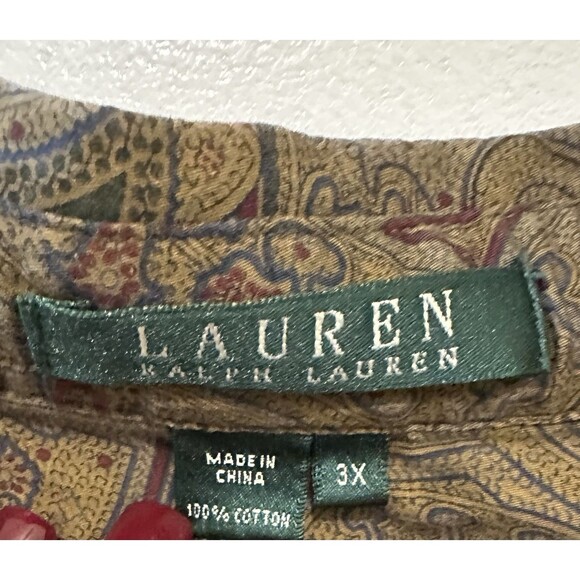 LAUREN
RALPH LAUREN
MADE IN
CHINA
100% COTTON
3X